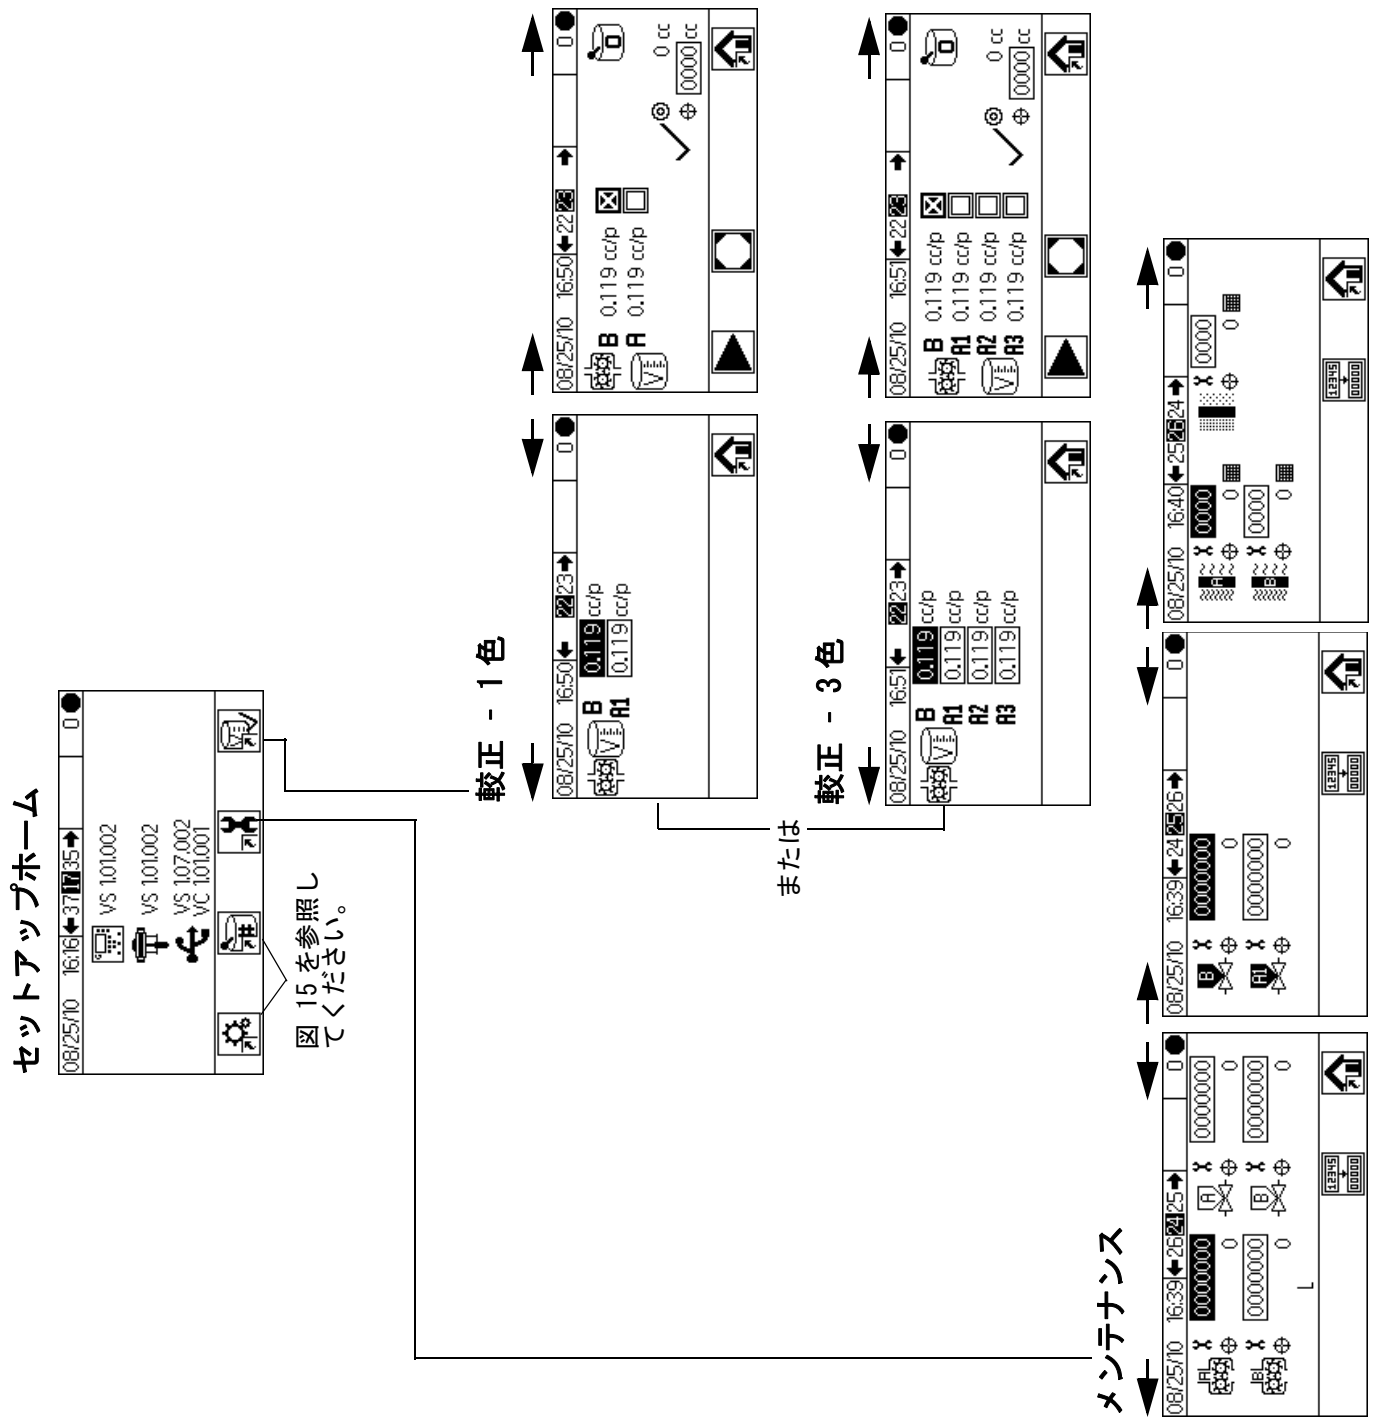 セットアップホーム
08/25/10 16:16 37 17 35 0
VS 1.01.002
VS 1.01.002
VS 1.07.002
VC 1.01.001
#
図 15 を参照し
てください。
較正 - 1 色
08/25/10 16:50 22 23 0
B 0.119 cc/p
A1 0.119 cc/p
08/25/10 16:50 22 23 0
B 0.119 cc/p
A 0.119 cc/p
0
0 cc
0000 cc
または
較正 - 3 色
08/25/10 16:51 22 23 0
B 0.119 cc/p
A1 0.119 cc/p
A2 0.119 cc/p
A3 0.119 cc/p
08/25/10 16:51 22 23 0
B 0.119 cc/p
A1 0.119 cc/p
A2 0.119 cc/p
A3 0.119 cc/p
0
0 cc
0000 cc
メンテナンス
08/25/10 16:39 26 24 25 0
A 0000000 A 0000000
0 0
B 0000000 B 0000000
0 0
L
12345
00000
08/25/10 16:39 24 25 26 0
B 0000000
0
A1 0000000
0
12345
00000
08/25/10 16:40 25 26 24 0
A 0000 0000
0 0
B 0000
0
12345
00000